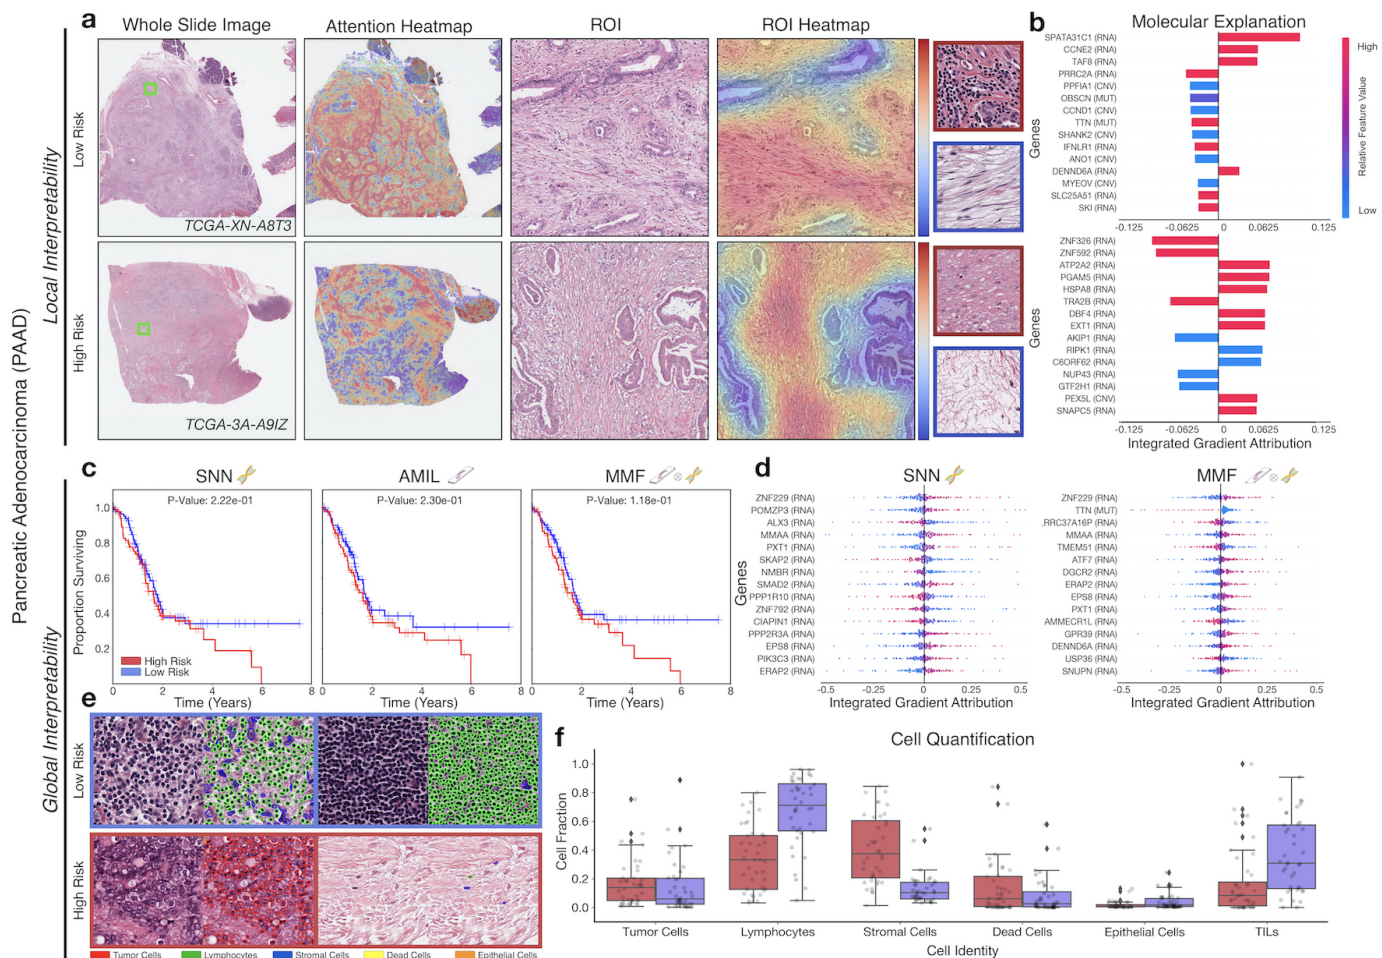 Pancreatic Adenocarcinoma (PAAD)
Local Interpretability
Global Interpretability
a
Whole Slide Image
Attention Heatmap
ROI
ROI Heatmap
Low Risk
TCGA-XN-A8T3
High Risk
TCGA-3A-A9IZ
b
Molecular Explanation
Genes
SPATA31C1 (RNA)
CCNE2 (RNA)
TAF8 (RNA)
PRRC2A (RNA)
PPFIA1 (CNV)
OBSCN (MUT)
CCND1 (CNV)
TTN (MUT)
SHANK2 (CNV)
IFNLR1 (RNA)
ANO1 (CNV)
DENND6A (RNA)
MYEOV (CNV)
SLC25A51 (RNA)
SKI (RNA)
-0.125 -0.0625 0 0.0625 0.125
High
Relative Feature Value
Low
Genes
ZNF326 (RNA)
ZNF592 (RNA)
ATP2A2 (RNA)
PGAM5 (RNA)
HSPA8 (RNA)
TRA2B (RNA)
DBF4 (RNA)
EXT1 (RNA)
AKIP1 (RNA)
RIPK1 (RNA)
C6ORF62 (RNA)
NUP43 (RNA)
GTF2H1 (RNA)
PEX5L (CNV)
SNAPC5 (RNA)
-0.125 -0.0625 0 0.0625 0.125
Integrated Gradient Attribution
c
SNN
AMIL
MMF
P-Value: 2.22e-01
P-Value: 2.30e-01
P-Value: 1.18e-01
Proportion Surviving
1.0
0.8
0.6
0.4
0.2
High Risk
Low Risk
0 2 4 6 8
2 4 6 8
2 4 6 8
Time (Years)
Time (Years)
Time (Years)
d
SNN
MMF
Genes
ZNF229 (RNA)
POMZP3 (RNA)
ALX3 (RNA)
MMAA (RNA)
PXT1 (RNA)
SKAP2 (RNA)
NMBR (RNA)
SMAD2 (RNA)
PPP1R10 (RNA)
ZNF792 (RNA)
CIAPIN1 (RNA)
PPP2R3A (RNA)
EPS8 (RNA)
PIK3C3 (RNA)
ERAP2 (RNA)
-0.5 -0.25 0 0.25 0.5
Integrated Gradient Attribution
ZNF229 (RNA)
TTN (MUT)
.RRC37A16P (RNA)
MMAA (RNA)
TMEM51 (RNA)
ATF7 (RNA)
DGCR2 (RNA)
ERAP2 (RNA)
EPS8 (RNA)
PXT1 (RNA)
AMMECR1L (RNA)
GPR39 (RNA)
DENND6A (RNA)
USP36 (RNA)
SNUPN (RNA)
-0.5 -0.25 0 0.25 0.5
Integrated Gradient Attribution
e
Low Risk
High Risk
Tumor Cells
Lymphocytes
Stromal Cells
Dead Cells
Epithelial Cells
f
Cell Quantification
Cell Fraction
1.0
0.8
0.6
0.4
0.2
0.0
Tumor Cells
Lymphocytes
Stromal Cells
Dead Cells
Epithelial Cells
TILs
Cell Identity